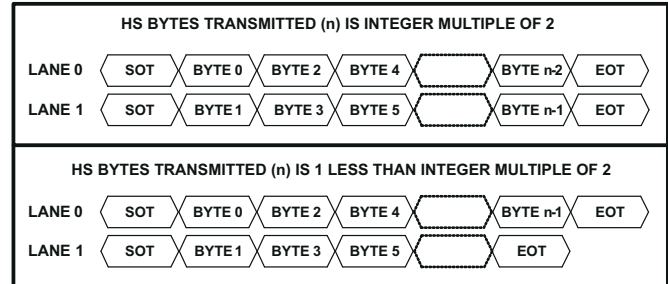 HS BYTES TRANSMITTED (n) IS INTEGER MULTIPLE OF 2
LANE 0 SOT BYTE 0 BYTE 2 BYTE 4 BYTE n-2 EOT
LANE 1 SOT BYTE 1 BYTE 3 BYTE 5 BYTE n-1 EOT
HS BYTES TRANSMITTED (n) IS 1 LESS THAN INTEGER MULTIPLE OF 2
LANE 0 SOT BYTE 0 BYTE 2 BYTE 4 BYTE n-1 EOT
LANE 1 SOT BYTE 1 BYTE 3 BYTE 5 EOT